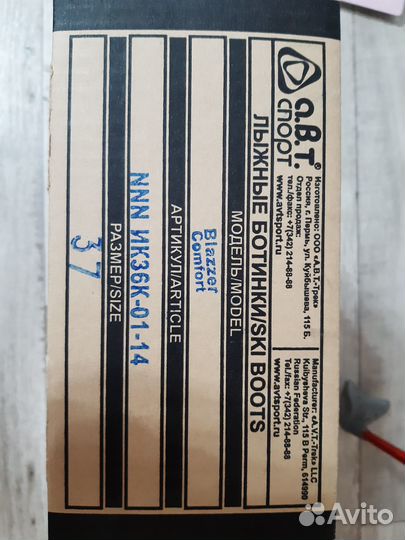 а.в.т.®
спорт
Изготовлено: ООО «А.В.Т.-Трек»
Россия, г. Пермь, ул. Куйбышева, 115 Б.
Отдел продаж:
тел./факс: +7(342) 214-88-88
www.avtsport.ru
Manufacturer: «A.V.T.-Trek» LLC
Kuibysheva Str., 115 B Perm, 614990
Russian Federation
Tel./fax: +7(342) 214-88-88
www.avtsport.ru
ЛЫЖНЫЕ БОТИНКИ/SKI BOOTS
МОДЕЛЬ/MODEL
Blazzer
Comfort
АРТИКУЛ/ARTICLE
NNN ИК36К-01-14
РАЗМЕР/SIZE
37
Avito